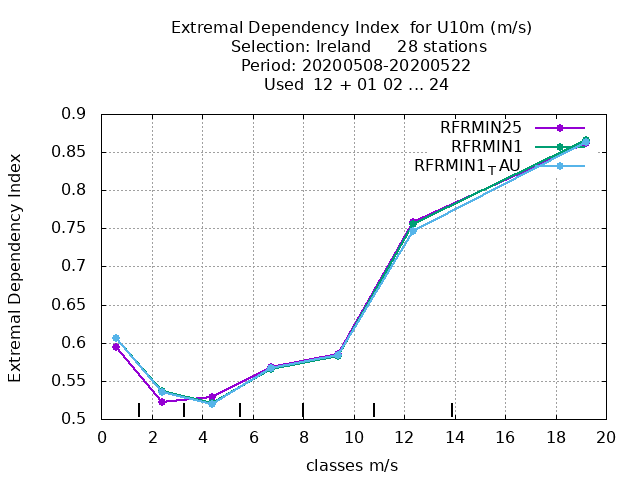 Extremal Dependency Index  for U10m (m/s)
Selection: Ireland     28 stations
Period: 20200508-20200522
Used  12 + 01 02 ... 24
Extremal Dependency Index
0.9
0.85
0.8
0.75
0.7
0.65
0.6
0.55
0.5
RFRMIN25
RFRMIN1
RFRMIN1TAU
0 2 4 6 8 10 12 14 16 18 20
classes m/s